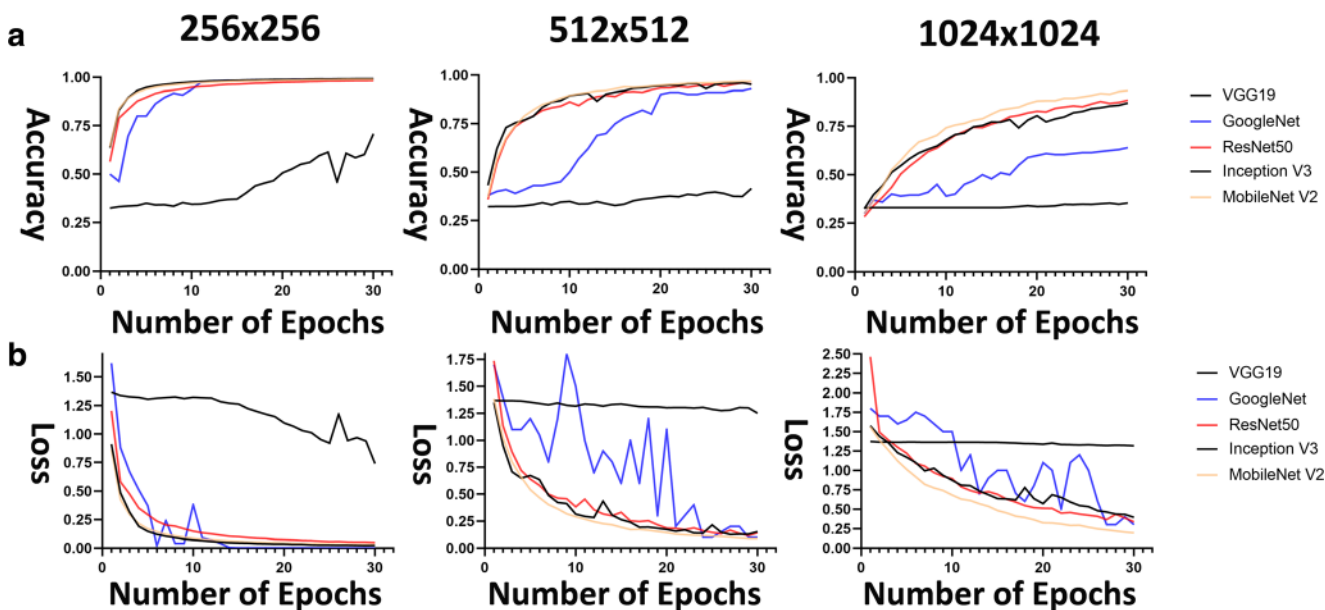 a
256x256
512x512
1024x1024
Accuracy
1.00
0.75
0.50
0.25
0.00
0
10
20
30
Number of Epochs
Accuracy
1.00
0.75
0.50
0.25
0.00
0
10
20
30
Number of Epochs
Accuracy
1.00
0.75
0.50
0.25
0.00
0
10
20
30
Number of Epochs
VGG19
GoogleNet
ResNet50
Inception V3
MobileNet V2
b
Loss
1.50
1.25
1.00
0.75
0.50
0.25
0.00
0
10
20
30
Number of Epochs
Loss
1.75
1.50
1.25
1.00
0.75
0.50
0.25
0.00
0
10
20
30
Number of Epochs
Loss
2.50
2.25
2.00
1.75
1.50
1.25
1.00
0.75
0.50
0.25
0.00
0
10
20
30
Number of Epochs
VGG19
GoogleNet
ResNet50
Inception V3
MobileNet V2